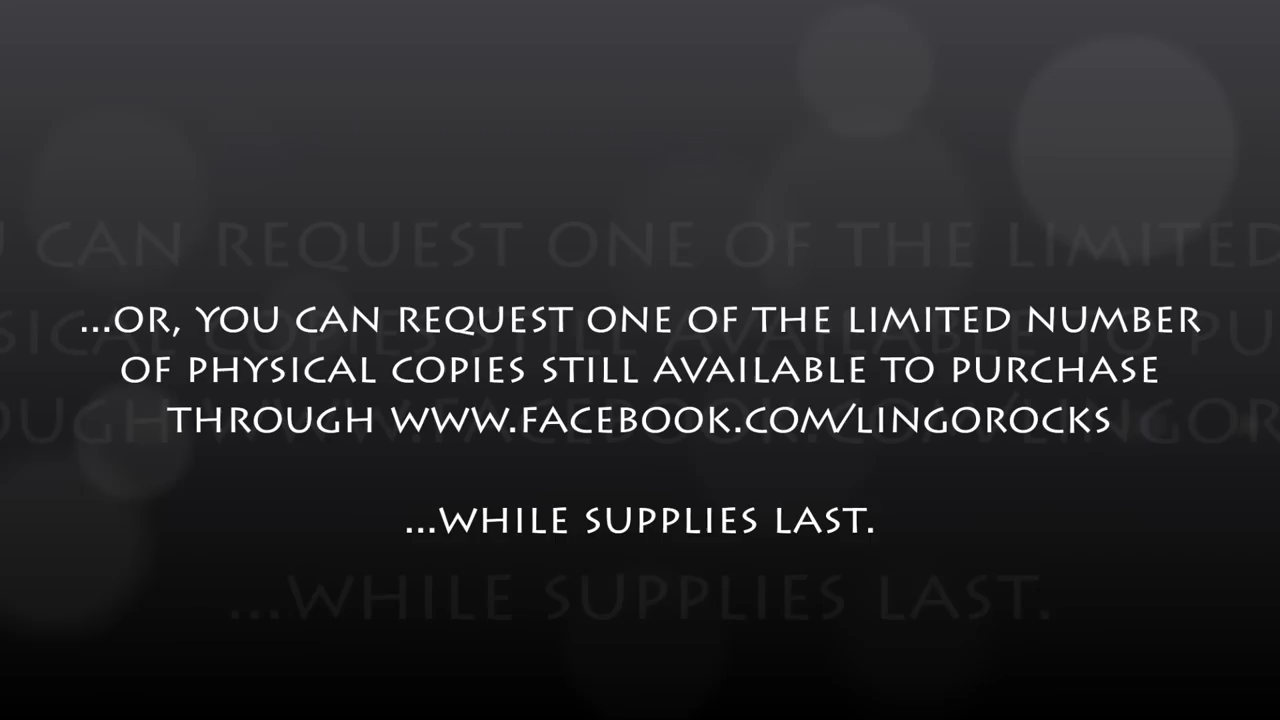 ...OR, YOU CAN REQUEST ONE OF THE LIMITED NUMBER
OF PHYSICAL COPIES STILL AVAILABLE TO PURCHASE
THROUGH WWW.FACEBOOK.COM/LINGOROCKS
...WHILE SUPPLIES LAST.